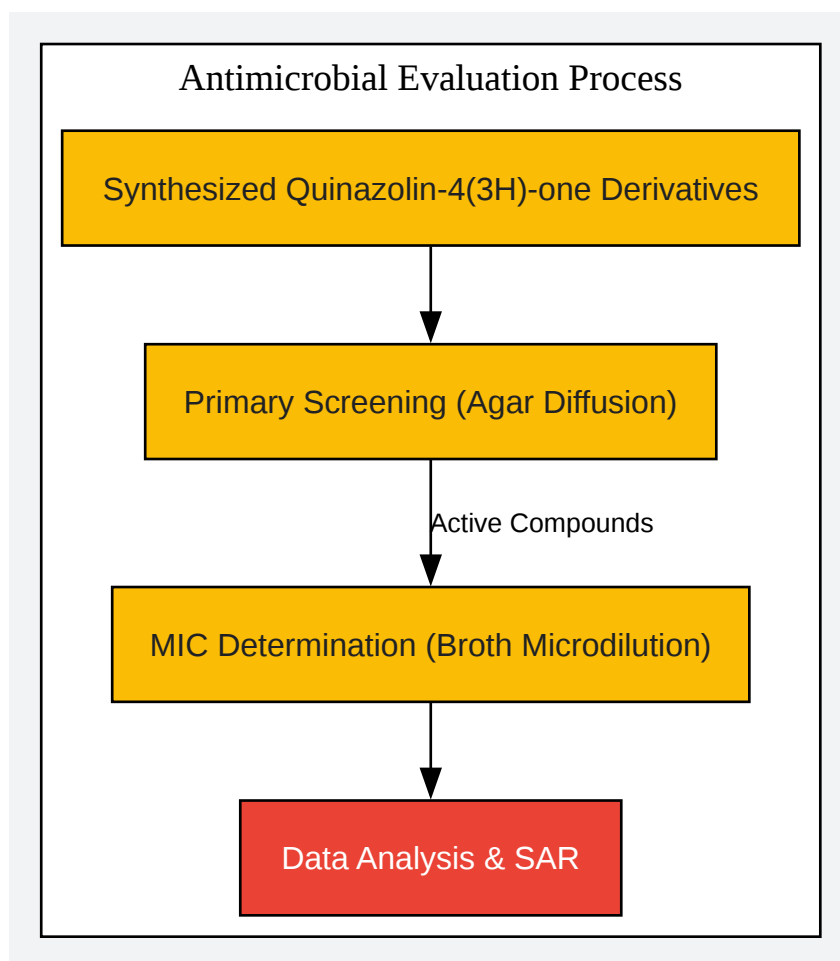 Antimicrobial Evaluation Process
Synthesized Quinazolin-4(3H)-one Derivatives
Primary Screening (Agar Diffusion)
Active Compounds
MIC Determination (Broth Microdilution)
Data Analysis & SAR